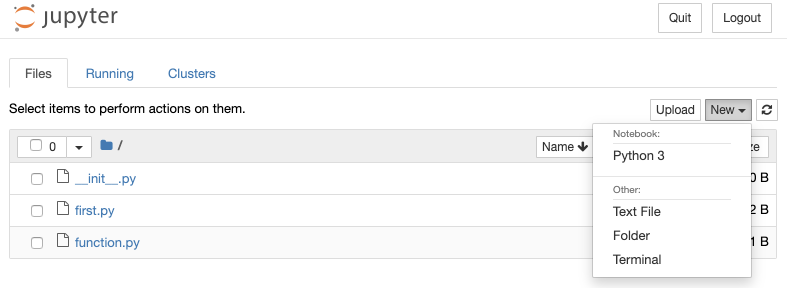 jupyter
Quit Logout
Files Running Clusters
Select items to perform actions on them.
Upload New
Notebook:
0 / Name ze
Python 3
__init__.py 0 B
Other:
first.py Text File 2 B
Folder
function.py 1 B
Terminal